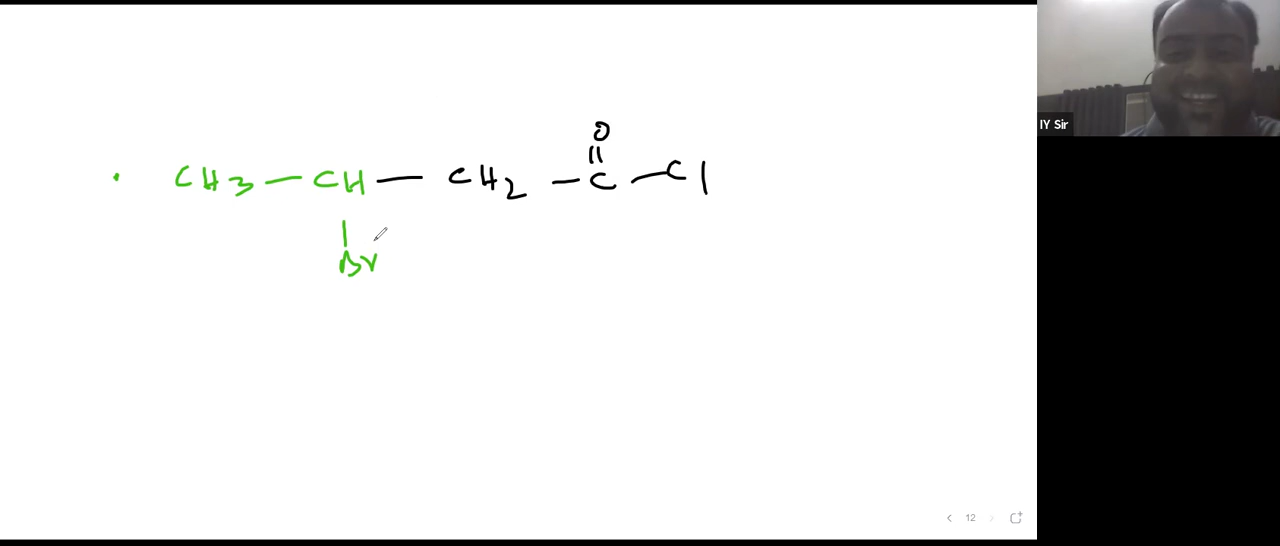 O
||
. CH3 — CH — CH2 — C — Cl
|
Br
IY Sir
12